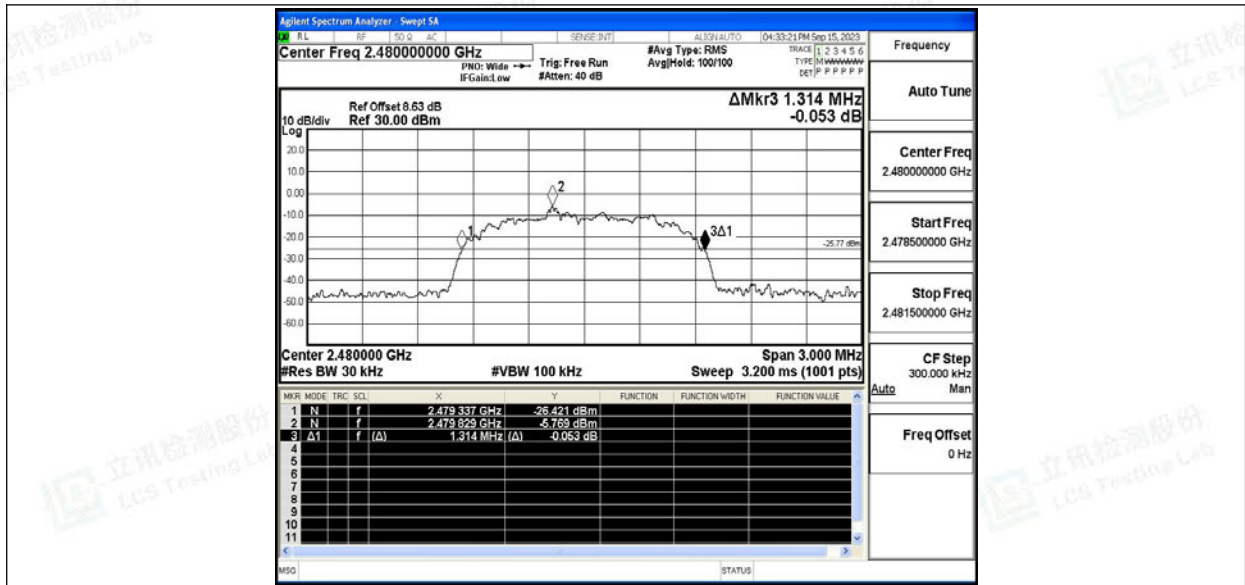 Agilent Spectrum Analyzer - Swept SA
RL RF 50 Ω AC SENSE:INT ALIGN AUTO 04:33:21 PM Sep 15, 2023
Center Freq 2.480000000 GHz
PNO: Wide
IFGain:Low
Trig: Free Run
#Atten: 40 dB
#Avg Type: RMS
Avg|Hold: 100/100
TRACE 1 2 3 4 5 6
TYPE M
DET P P P P P P
Ref Offset 8.63 dB
10 dB/div Ref 30.00 dBm
Log
ΔMkr3 1.314 MHz
-0.053 dB
20.0
10.0
0.00
-10.0
-20.0
-30.0
-40.0
-50.0
-60.0
1
2
3Δ1
-25.77 dBm
Center 2.480000 GHz Span 3.000 MHz
#Res BW 30 kHz #VBW 100 kHz Sweep 3.200 ms (1001 pts)
MKR MODE TRC SCL X Y FUNCTION FUNCTION WIDTH FUNCTION VALUE
1 N f 2.479 337 GHz -26.421 dBm
2 N f 2.479 829 GHz -5.769 dBm
3 Δ1 f (Δ) 1.314 MHz (Δ) -0.053 dB
4
5
6
7
8
9
10
11
MSG STATUS
Frequency
Auto Tune
Center Freq
2.480000000 GHz
Start Freq
2.478500000 GHz
Stop Freq
2.481500000 GHz
CF Step
300.000 kHz
Auto Man
Freq Offset
0 Hz
立讯检测股份
LCS Testing Lab
立讯检测股份
LCS Testing Lab